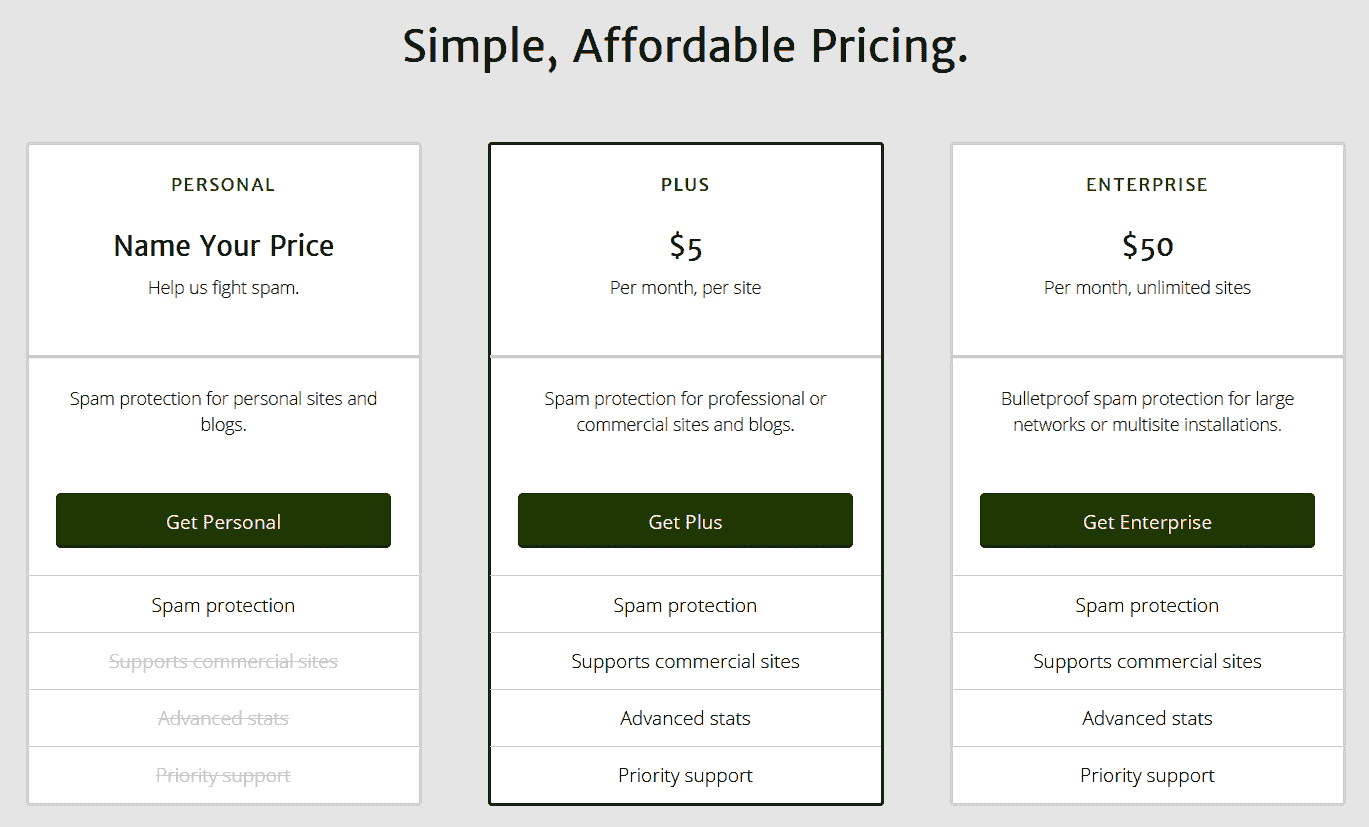 Simple, Affordable Pricing.
PERSONAL
Name Your Price
Help us fight spam.
Spam protection for personal sites and
blogs.
Get Personal
Spam protection
Supports commercial sites
Advanced stats
Priority support
PLUS
$5
Per month, per site
Spam protection for professional or
commercial sites and blogs.
Get Plus
Spam protection
Supports commercial sites
Advanced stats
Priority support
ENTERPRISE
$50
Per month, unlimited sites
Bulletproof spam protection for large
networks or multisite installations.
Get Enterprise
Spam protection
Supports commercial sites
Advanced stats
Priority support